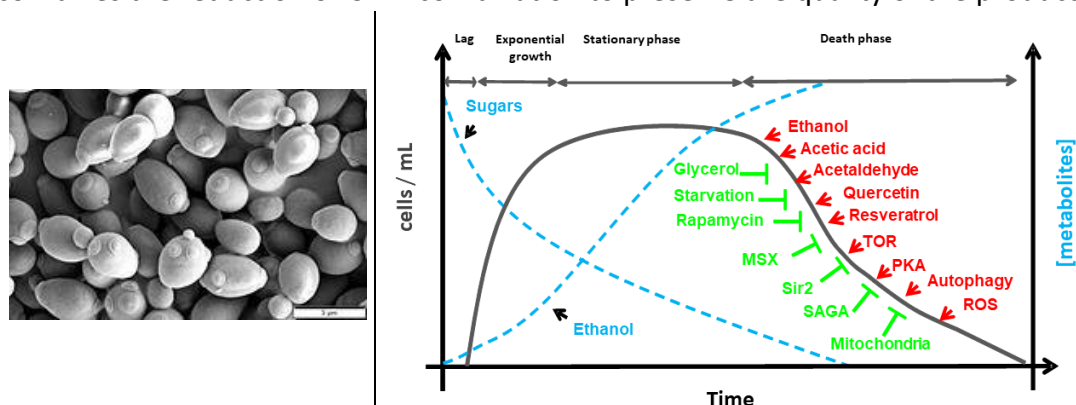 Lag
Exponential
growth
Stationary phase
Death phase
Sugars
Ethanol
cells / mL
[metabolites]
Ethanol
Acetic acid
Acetaldehyde
Quercetin
Resveratrol
TOR
PKA
Autophagy
ROS
Glycerol
Starvation
Rapamycin
MSX
Sir2
SAGA
Mitochondria
Time